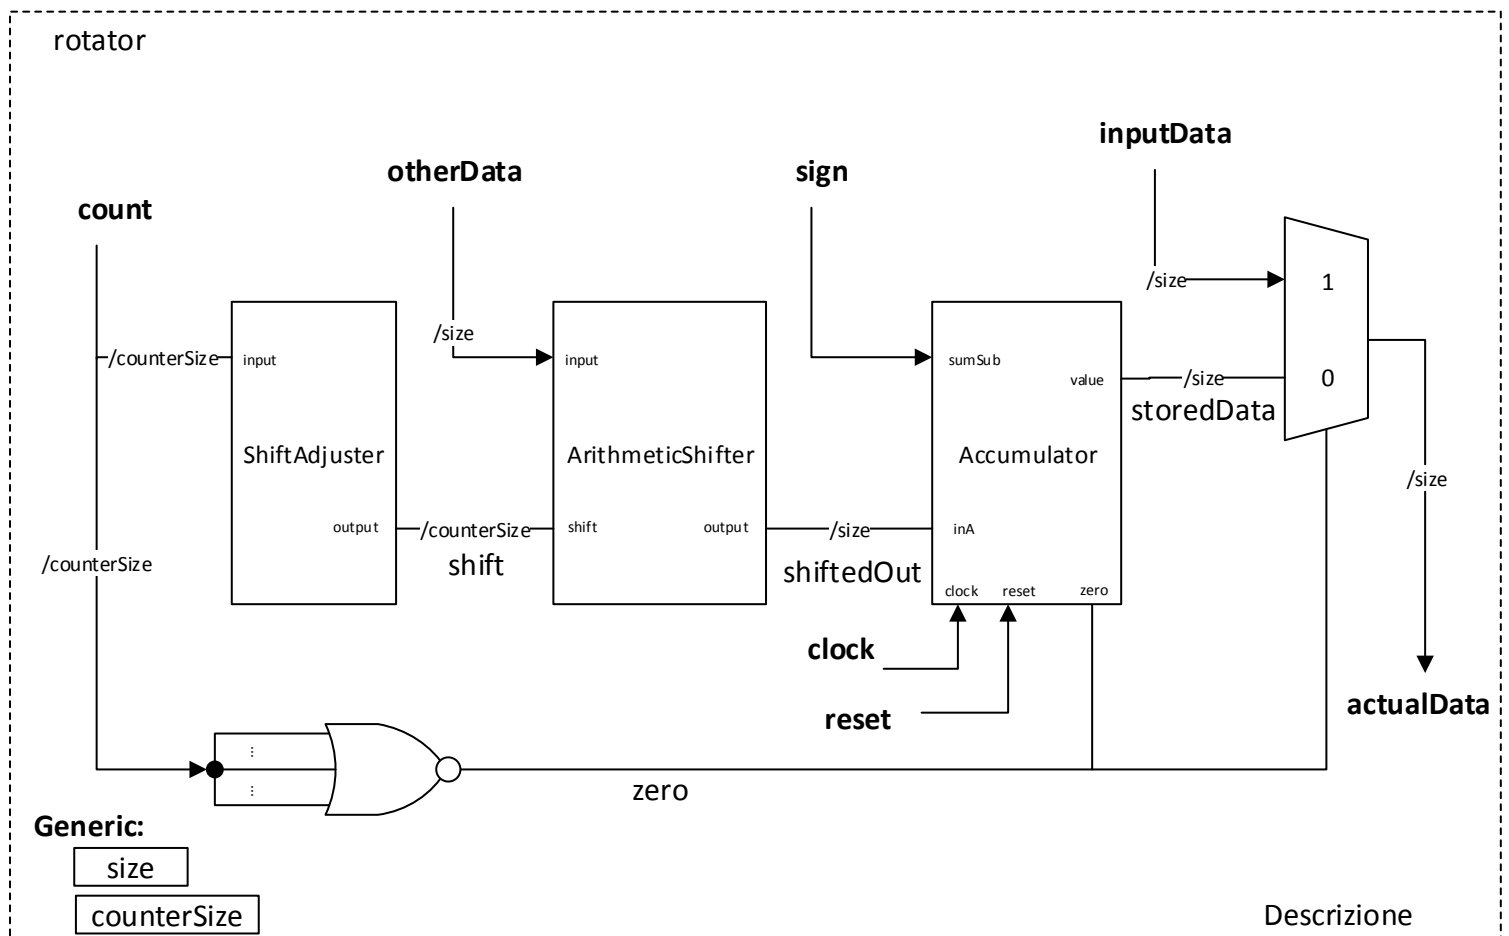 rotator
inputData
otherData
sign
count
/size
1
/size
/counterSize
input
input
sumSub
value
/size
0
storedData
ShiftAdjuster
ArithmeticShifter
Accumulator
/size
output
/counterSize
shift
output
/size
inA
/counterSize
shift
shiftedOut
clock
reset
zero
clock
reset
actualData
...
...
zero
Generic:
size
counterSize
Descrizione